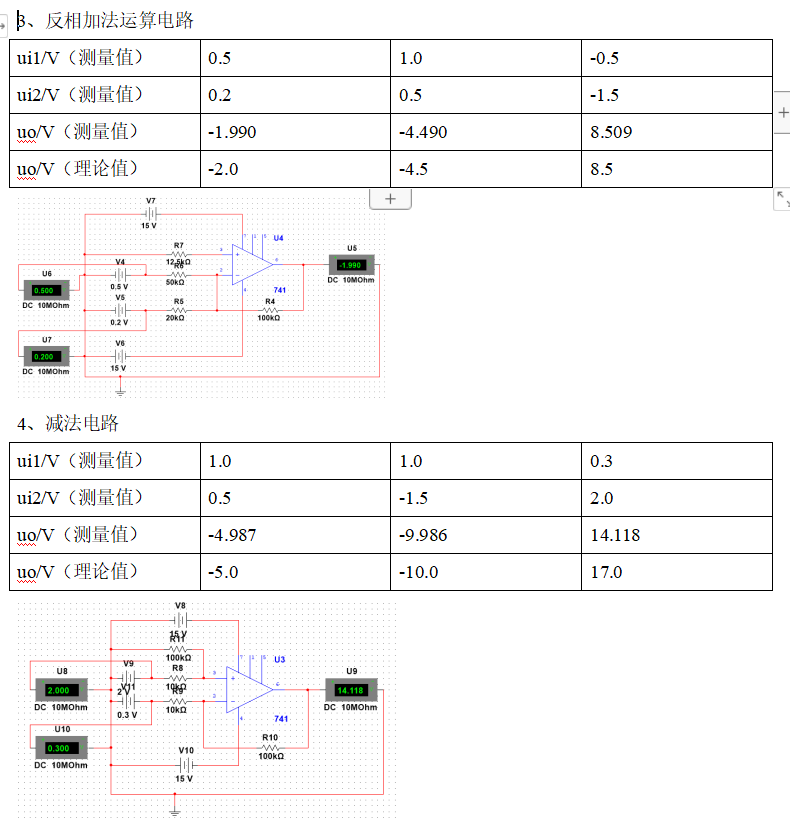 3、反相加法运算电路
ui1/V（测量值） 0.5 1.0 -0.5
ui2/V（测量值） 0.2 0.5 -1.5
uo/V（测量值） -1.990 -4.490 8.509
uo/V（理论值） -2.0 -4.5 8.5
V7
15 V
U4
R7
12.5kΩ
U5
-1.990
DC 10MOhm
V4
R6
U6
0.5 V
50kΩ
0.500
DC 10MOhm
V5
R5
741
R4
0.2 V
20kΩ
100kΩ
U7
V6
0.200
15 V
DC 10MOhm
4、减法电路
ui1/V（测量值） 1.0 1.0 0.3
ui2/V（测量值） 0.5 -1.5 2.0
uo/V（测量值） -4.987 -9.986 14.118
uo/V（理论值） -5.0 -10.0 17.0
V8
15 V
R11
100kΩ
U3
V9
R8
U8
U9
2.000
2 V
V11
10kΩ
R9
14.118
DC 10MOhm
0.3 V
10kΩ
DC 10MOhm
741
U10
R10
0.300
V10
100kΩ
DC 10MOhm
15 V